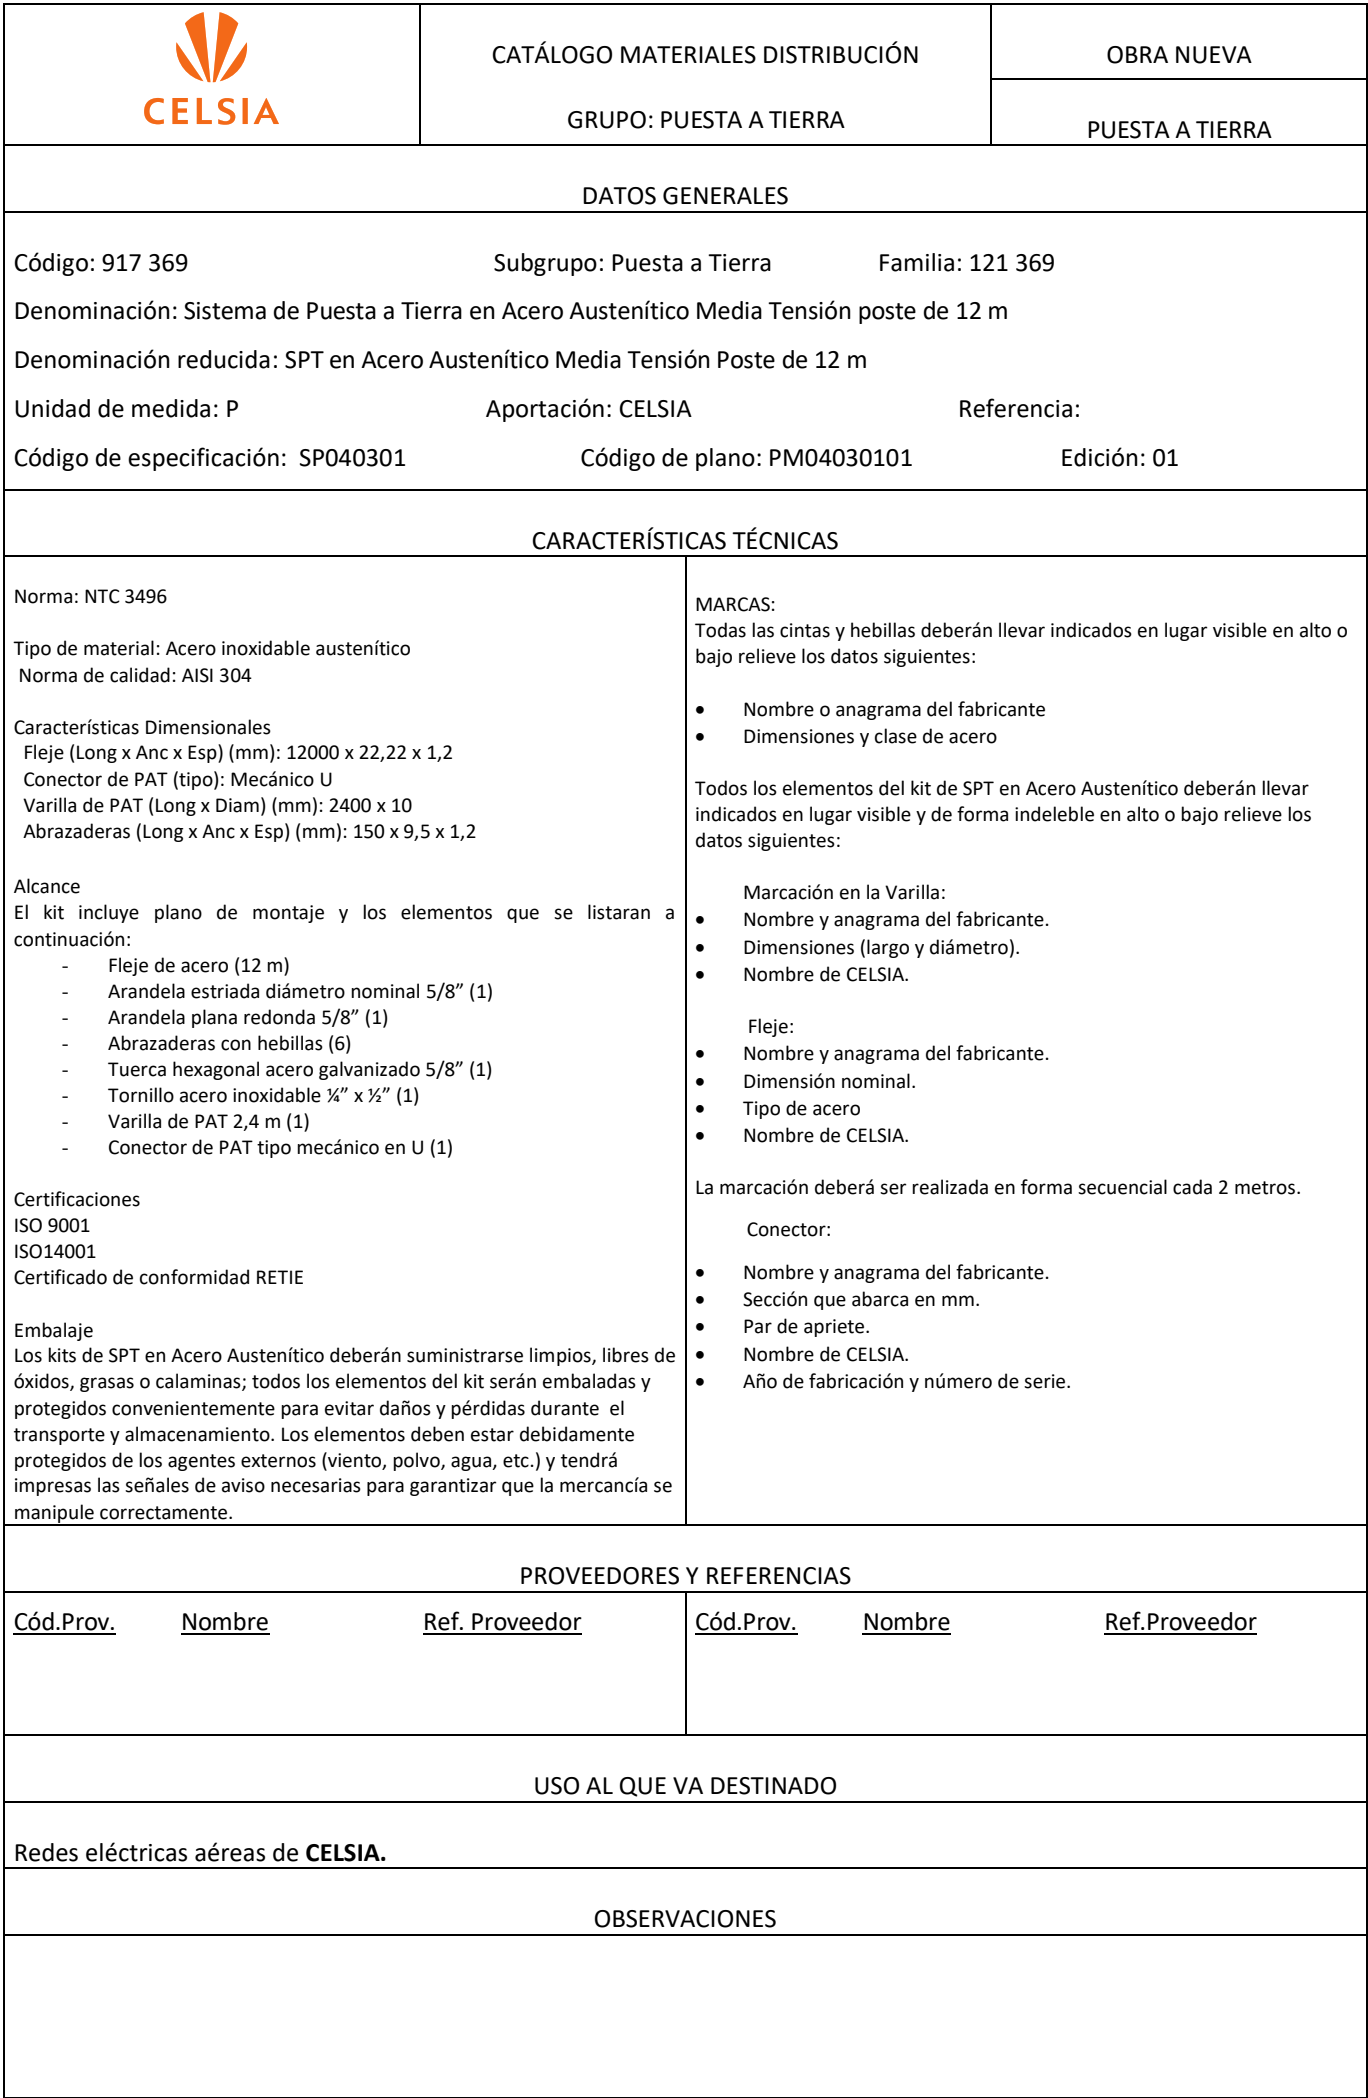 CELSIA
CATÁLOGO MATERIALES DISTRIBUCIÓN
GRUPO: PUESTA A TIERRA
OBRA NUEVA
PUESTA A TIERRA
DATOS GENERALES
Código: 917 369 Subgrupo: Puesta a Tierra Familia: 121 369
Denominación: Sistema de Puesta a Tierra en Acero Austenítico Media Tensión poste de 12 m
Denominación reducida: SPT en Acero Austenítico Media Tensión Poste de 12 m
Unidad de medida: P Aportación: CELSIA Referencia:
Código de especificación: SP040301 Código de plano: PM04030101 Edición: 01
CARACTERÍSTICAS TÉCNICAS
Norma: NTC 3496
Tipo de material: Acero inoxidable austenítico
Norma de calidad: AISI 304
Características Dimensionales
Fleje (Long x Anc x Esp) (mm): 12000 x 22,22 x 1,2
Conector de PAT (tipo): Mecánico U
Varilla de PAT (Long x Diam) (mm): 2400 x 10
Abrazaderas (Long x Anc x Esp) (mm): 150 x 9,5 x 1,2
Alcance
El kit incluye plano de montaje y los elementos que se listaran a
continuación:
- Fleje de acero (12 m)
- Arandela estriada diámetro nominal 5/8” (1)
- Arandela plana redonda 5/8” (1)
- Abrazaderas con hebillas (6)
- Tuerca hexagonal acero galvanizado 5/8” (1)
- Tornillo acero inoxidable ¼” x ½” (1)
- Varilla de PAT 2,4 m (1)
- Conector de PAT tipo mecánico en U (1)
Certificaciones
ISO 9001
ISO14001
Certificado de conformidad RETIE
Embalaje
Los kits de SPT en Acero Austenítico deberán suministrarse limpios, libres de
óxidos, grasas o calaminas; todos los elementos del kit serán embaladas y
protegidos convenientemente para evitar daños y pérdidas durante el
transporte y almacenamiento. Los elementos deben estar debidamente
protegidos de los agentes externos (viento, polvo, agua, etc.) y tendrá
impresas las señales de aviso necesarias para garantizar que la mercancía se
manipule correctamente.
MARCAS:
Todas las cintas y hebillas deberán llevar indicados en lugar visible en alto o
bajo relieve los datos siguientes:
• Nombre o anagrama del fabricante
• Dimensiones y clase de acero
Todos los elementos del kit de SPT en Acero Austenítico deberán llevar
indicados en lugar visible y de forma indeleble en alto o bajo relieve los
datos siguientes:
Marcación en la Varilla:
• Nombre y anagrama del fabricante.
• Dimensiones (largo y diámetro).
• Nombre de CELSIA.
Fleje:
• Nombre y anagrama del fabricante.
• Dimensión nominal.
• Tipo de acero
• Nombre de CELSIA.
La marcación deberá ser realizada en forma secuencial cada 2 metros.
Conector:
• Nombre y anagrama del fabricante.
• Sección que abarca en mm.
• Par de apriete.
• Nombre de CELSIA.
• Año de fabricación y número de serie.
PROVEEDORES Y REFERENCIAS
Cód.Prov. Nombre Ref. Proveedor
Cód.Prov. Nombre Ref.Proveedor
USO AL QUE VA DESTINADO
Redes eléctricas aéreas de CELSIA.
OBSERVACIONES